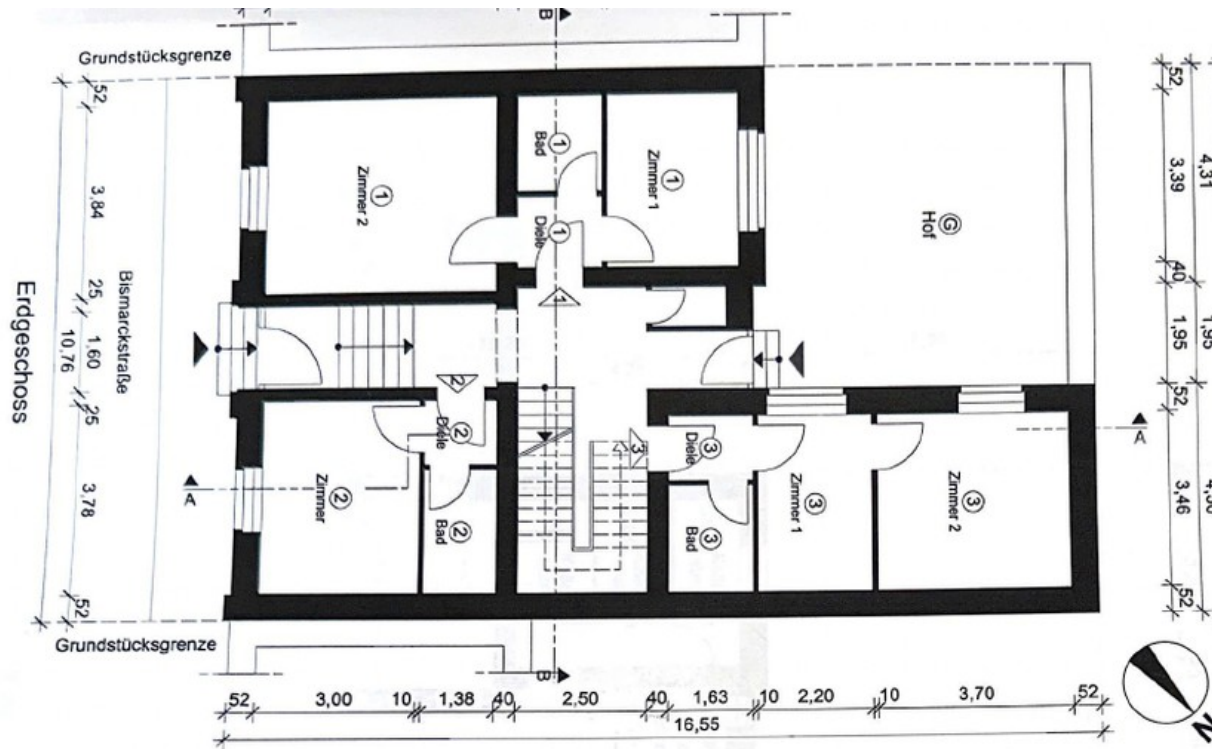 B
Grundstücksgrenze
52
3,84
25
1,60
25
3,78
52
10,76
Bismarckstraße
Erdgeschoss
Grundstücksgrenze
1
Zimmer 2
1
Bad
1
Diele
1
Zimmer 1
G
Hof
1
2
2
Diele
2
Zimmer
2
Bad
3
3
Diele
3
Bad
3
Zimmer 1
3
Zimmer 2
A
A
52
3,39
40
1,95
52
3,46
52
4,31
1,95
B
52
3,00
10
1,38
40
2,50
40
1,63
10
2,20
10
3,70
52
16,55
N